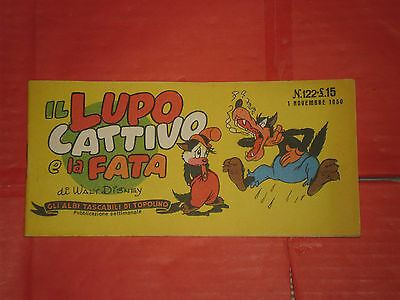 IL LUPO
CATTIVO
e la FATA
di WALT DISNEY
GLI ALBI TASCABILI DI TOPOLINO
Pubblicazione settimanale
N.122-L.15
1 NOVEMBRE 1950